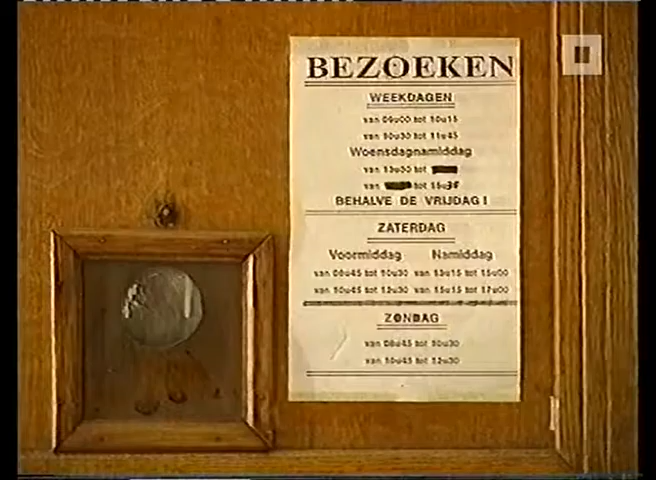 BEZOEKEN
WEEKDAGEN
van 09u00 tot 10u15
van 10u30 tot 11u45
Woensdagnamiddag
van 13u30 tot
van
BEHALVE DE VRIJDAG !
ZATERDAG
Voormiddag Namiddag
van 08u45 tot 10u30 van 13u15 tot 15u00
van 10u45 tot 12u30 van 15u15 tot 17u00
ZONDAG
van 08u45 tot 10u30
van 10u45 tot 12u30